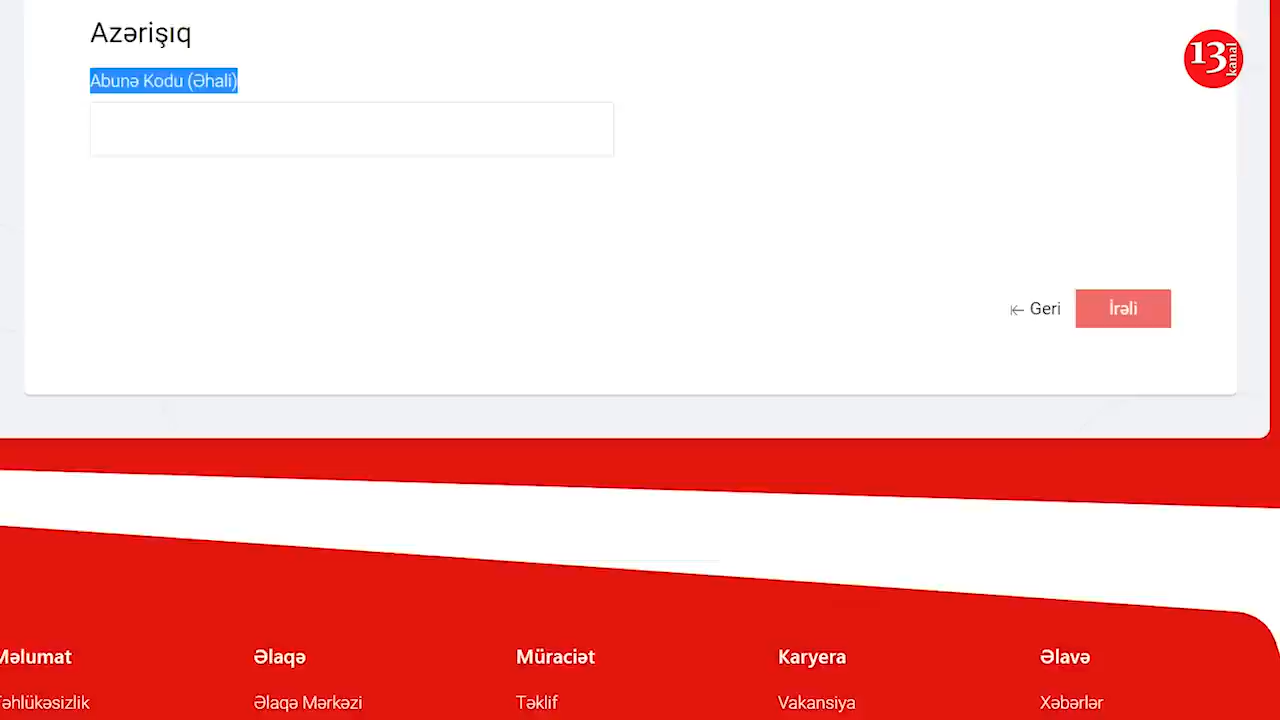 Azərişıq
13 kanal
Abunə Kodu (Əhali)
Geri
İrəli
Məlumat
Əlaqə
Müraciət
Karyera
Əlavə
Təhlükəsizlik
Əlaqə Mərkəzi
Təklif
Vakansiya
Xəbərlər